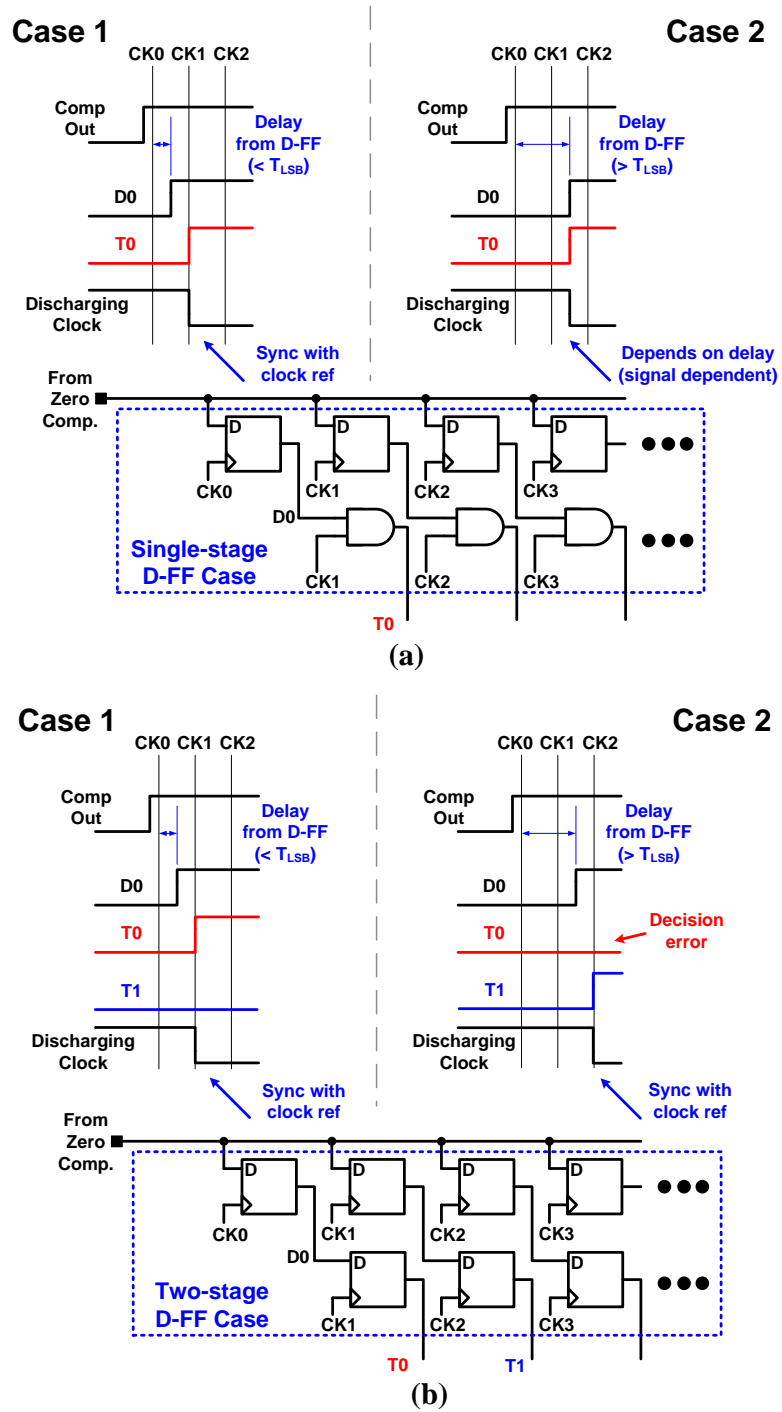 Case 1
Case 2
CK0 CK1 CK2
CK0 CK1 CK2
Comp Out
Delay from D-FF (< TLSB)
D0
T0
Discharging Clock
Sync with clock ref
Comp Out
Delay from D-FF (> TLSB)
D0
T0
Discharging Clock
Depends on delay (signal dependent)
From Zero Comp.
D D D D
CK0 CK1 CK2 CK3
D0
Single-stage D-FF Case
CK1 CK2 CK3
T0
(a)
Case 1
Case 2
CK0 CK1 CK2
CK0 CK1 CK2
Comp Out
Delay from D-FF (< TLSB)
D0
T0
T1
Discharging Clock
Sync with clock ref
Comp Out
Delay from D-FF (> TLSB)
D0
T0
Decision error
T1
Discharging Clock
Sync with clock ref
From Zero Comp.
D D D D
CK0 CK1 CK2 CK3
D0
D D D
Two-stage D-FF Case
CK1 CK2 CK3
T0 T1
(b)